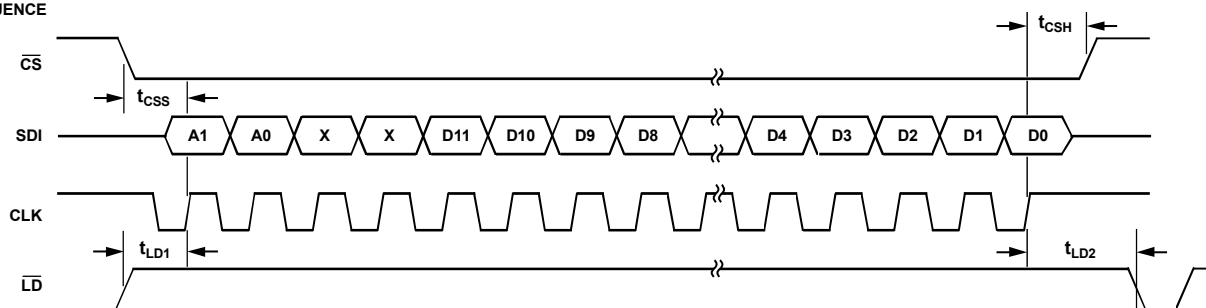 JENCE
tCSH
CS
tCSS
SDI A1 A0 X X D11 D10 D9 D8 D4 D3 D2 D1 D0
CLK
tLD1 tLD2
LD